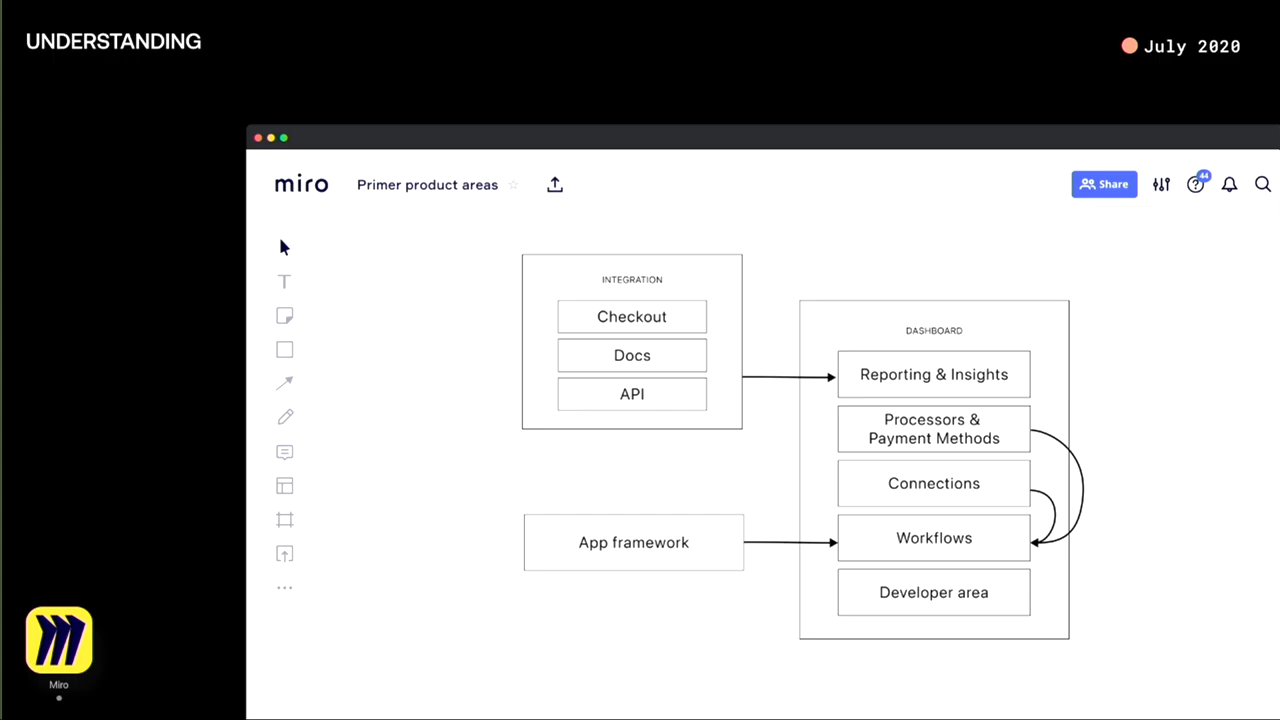 UNDERSTANDING
July 2020
miro
Primer product areas
Share
44
INTEGRATION
Checkout
Docs
API
DASHBOARD
Reporting & Insights
Processors &
Payment Methods
Connections
App framework
Workflows
Developer area
Miro